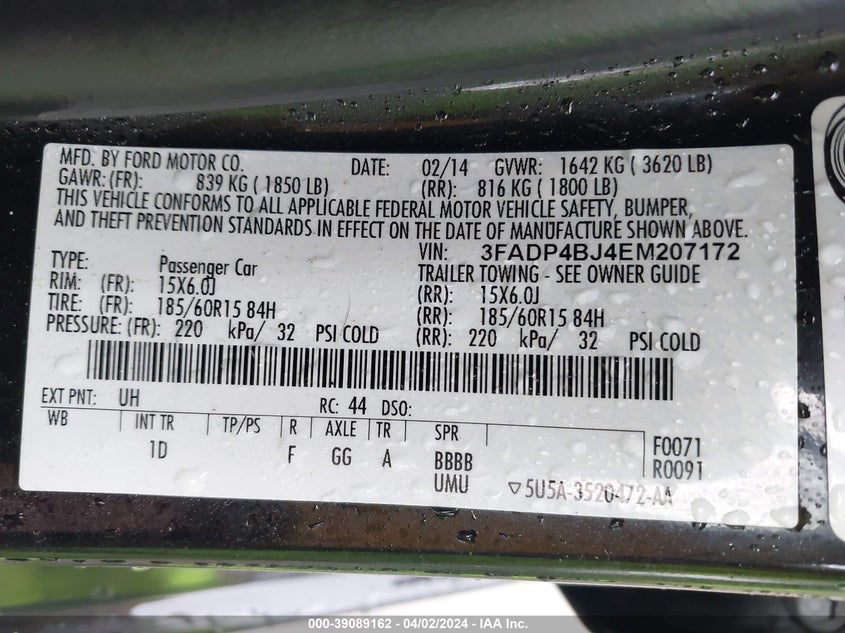 MFD. BY FORD MOTOR CO. DATE: 02/14 GVWR: 1642 KG ( 3620 LB)
GAWR: (FR): 839 KG ( 1850 LB) (RR): 816 KG ( 1800 LB)
THIS VEHICLE CONFORMS TO ALL APPLICABLE FEDERAL MOTOR VEHICLE SAFETY, BUMPER,
AND THEFT PREVENTION STANDARDS IN EFFECT ON THE DATE OF MANUFACTURE SHOWN ABOVE.
VIN: 3FADP4BJ4EM207172
TYPE: Passenger Car TRAILER TOWING - SEE OWNER GUIDE
RIM: (FR): 15X6.0J (RR): 15X6.0J
TIRE: (FR): 185/60R15 84H (RR): 185/60R15 84H
PRESSURE: (FR): 220 kPa/ 32 PSI COLD (RR): 220 kPa/ 32 PSI COLD
EXT PNT: UH RC: 44 DSO:
WB INT TR TP/PS R AXLE TR SPR F0071
1D F GG A BBBB R0091
UMU ▽5U5A-3520472-AA
000-39089162 - 04/02/2024 - IAA Inc.